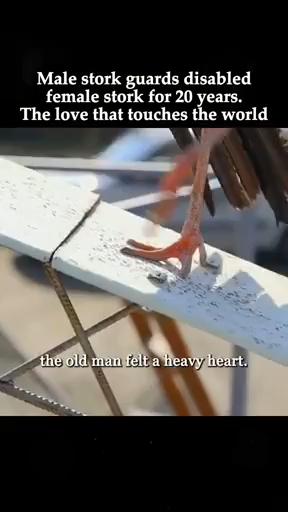 Male stork guards disabled
female stork for 20 years.
The love that touches the world
the old man felt a heavy heart.